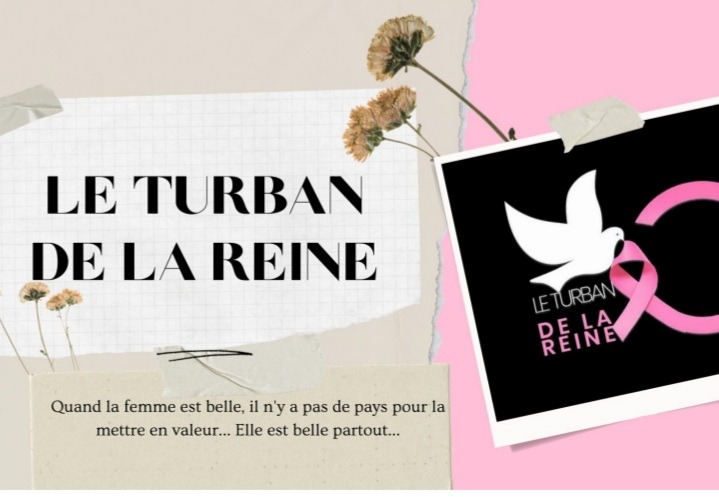 LE TURBAN
DE LA REINE
Quand la femme est belle, il n'y a pas de pays pour la
mettre en valeur... Elle est belle partout...
LE TURBAN
DE LA
REINE